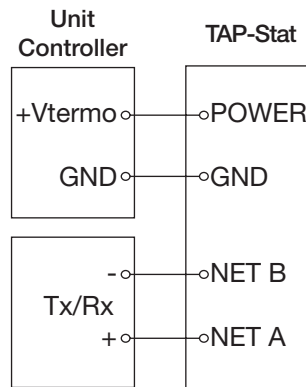 Unit
Controller
TAP-Stat
+Vtermo
POWER
GND
GND
-
NET B
Tx/Rx
+
NET A